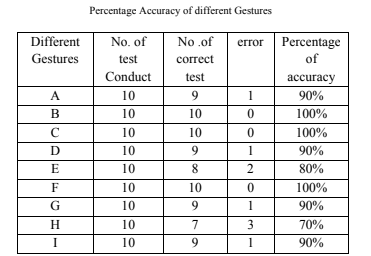 Percentage Accuracy of different Gestures
Different Gestures No. of test Conduct No .of correct test error Percentage of accuracy
A 10 9 1 90%
B 10 10 0 100%
C 10 10 0 100%
D 10 9 1 90%
E 10 8 2 80%
F 10 10 0 100%
G 10 9 1 90%
H 10 7 3 70%
I 10 9 1 90%